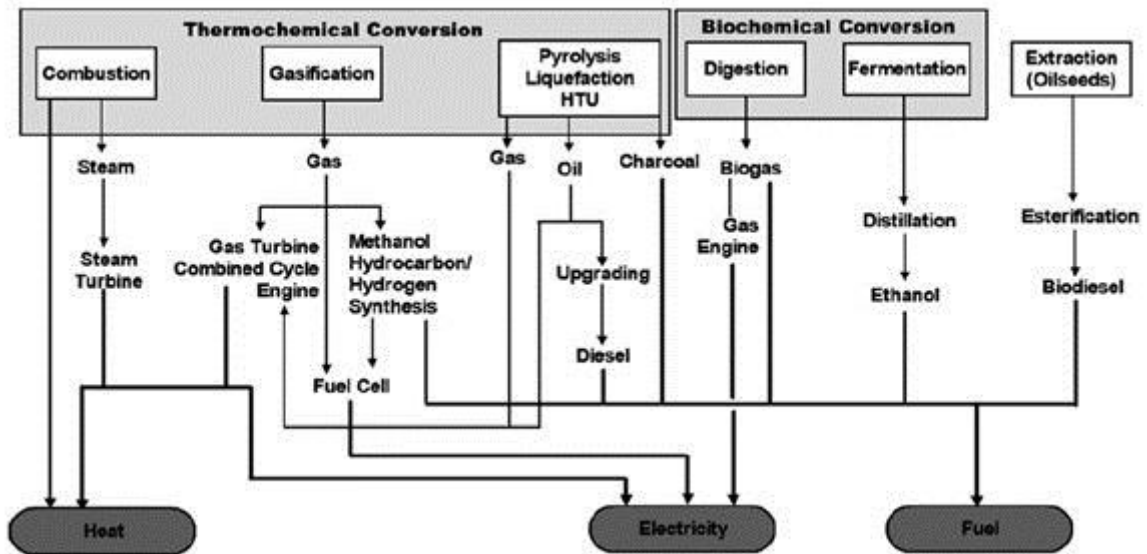 Thermochemical Conversion
Biochemical Conversion
Combustion
Gasification
Pyrolysis
Liquefaction
HTU
Digestion
Fermentation
Extraction
(Oilseeds)
Steam
Gas
Gas
Oil
Charcoal
Biogas
Steam
Turbine
Gas Turbine
Combined Cycle
Engine
Methanol
Hydrocarbon/
Hydrogen
Synthesis
Upgrading
Gas
Engine
Distillation
Esterification
Ethanol
Biodiesel
Diesel
Fuel Cell
Heat
Electricity
Fuel